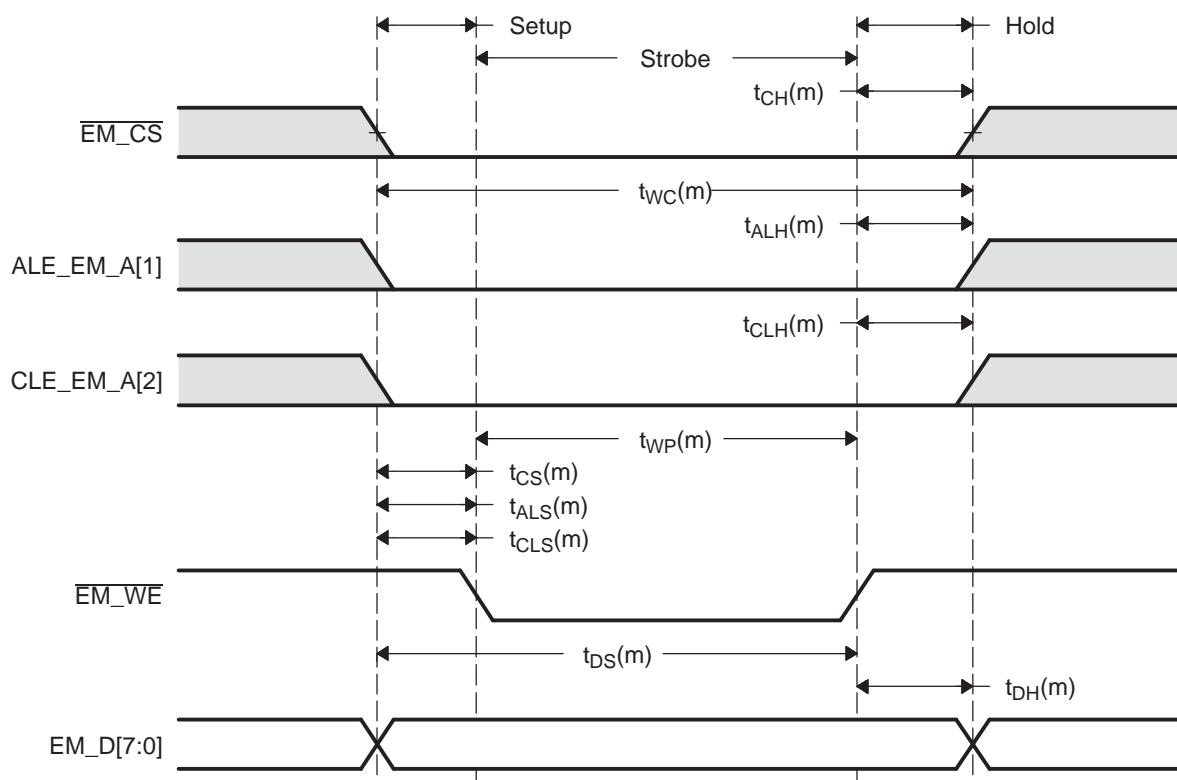 Setup
Hold
Strobe
tCH(m)
EM_CS
tWC(m)
tALH(m)
ALE_EM_A[1]
tCLH(m)
CLE_EM_A[2]
tWP(m)
tCS(m)
tALS(m)
tCLS(m)
EM_WE
tDS(m)
tDH(m)
EM_D[7:0]